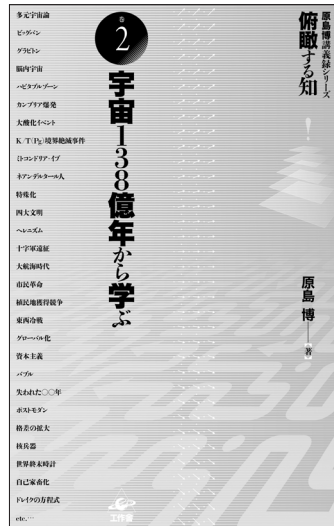 原島博講義録シリーズ
俯瞰する知
！
原島 博―[著]
巻
2
宇宙138億年から学ぶ
多元宇宙論
ビッグバン
グラビトン
脳内宇宙
ハビタブルゾーン
カンブリア爆発
大酸化イベント
K/T(Pg)境界絶滅事件
ミトコンドリア・イブ
ネアンデルタール人
特殊化
四大文明
ヘレニズム
十字軍遠征
大航海時代
市民革命
植民地獲得競争
東西冷戦
グローバル化
資本主義
バブル
失われた〇〇年
ポストモダン
格差の拡大
核兵器
世界終末時計
自己家畜化
ドレイクの方程式
etc.…
工作舎